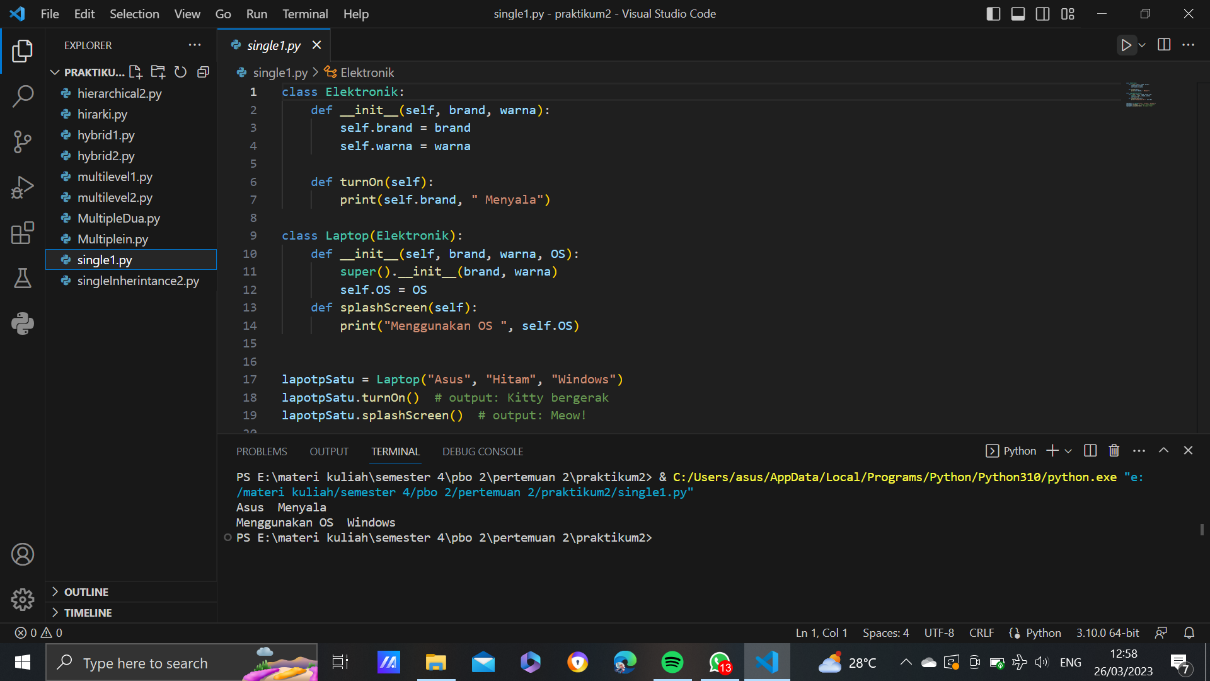 File Edit Selection View Go Run Terminal Help single1.py - praktikum2 - Visual Studio Code
EXPLORER
PRAKTIKU...
hierarchical2.py
hirarki.py
hybrid1.py
hybrid2.py
multilevel1.py
multilevel2.py
MultipleDua.py
Multiplein.py
single1.py
singleInherintance2.py
OUTLINE
TIMELINE
single1.py
single1.py > Elektronik
1 class Elektronik:
2 def __init__(self, brand, warna):
3 self.brand = brand
4 self.warna = warna
5
6 def turnOn(self):
7 print(self.brand, " Menyala")
8
9 class Laptop(Elektronik):
10 def __init__(self, brand, warna, OS):
11 super().__init__(brand, warna)
12 self.OS = OS
13 def splashScreen(self):
14 print("Menggunakan OS ", self.OS)
15
16
17 lapotpSatu = Laptop("Asus", "Hitam", "Windows")
18 lapotpSatu.turnOn() # output: Kitty bergerak
19 lapotpSatu.splashScreen() # output: Meow!
PROBLEMS OUTPUT TERMINAL DEBUG CONSOLE Python
PS E:\materi kuliah\semester 4\pbo 2\pertemuan 2\praktikum2> & C:/Users/asus/AppData/Local/Programs/Python/Python310/python.exe "e:
/materi kuliah/semester 4/pbo 2/pertemuan 2/praktikum2/single1.py"
Asus  Menyala
Menggunakan OS  Windows
PS E:\materi kuliah\semester 4\pbo 2\pertemuan 2\praktikum2>
0 0 Ln 1, Col 1 Spaces: 4 UTF-8 CRLF Python 3.10.0 64-bit
Type here to search 13 28°C ENG 12:58
26/03/2023 7